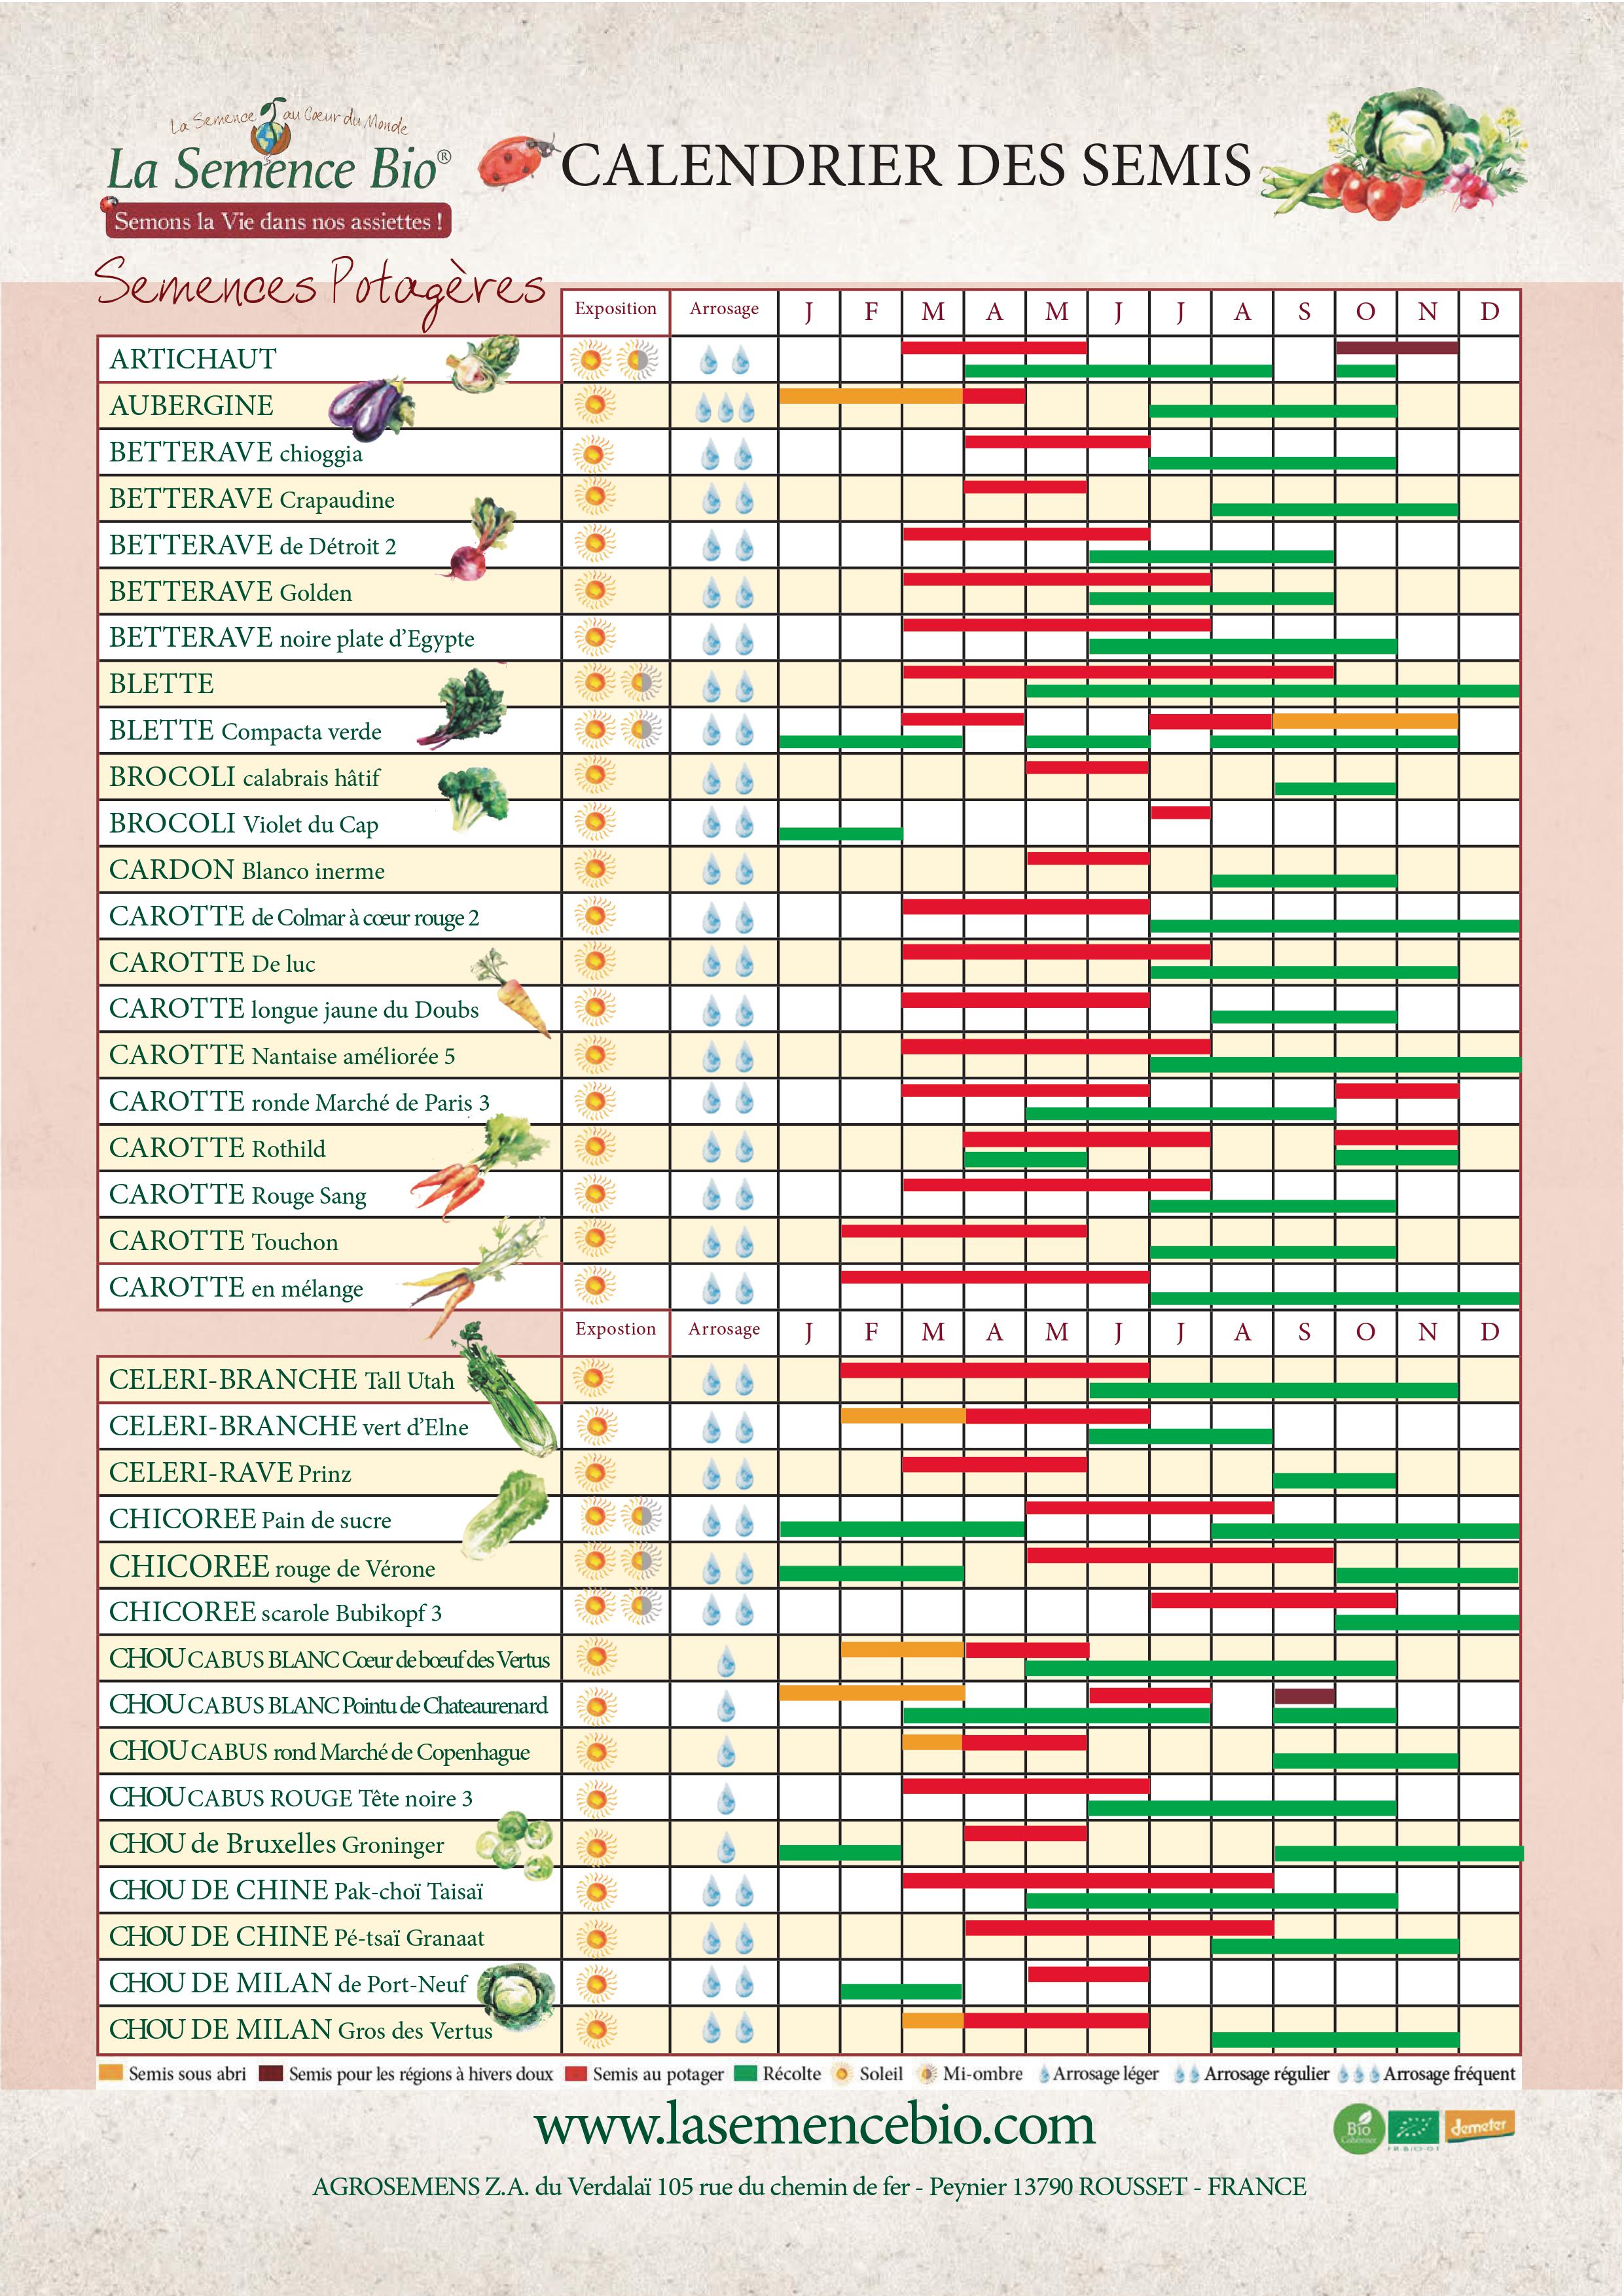 La Semence au Cœur du Monde
La Semence Bio®
Semons la Vie dans nos assiettes !
CALENDRIER DES SEMIS
Semences Potagères
Exposition Arrosage J F M A M J J A S O N D
ARTICHAUT
AUBERGINE
BETTERAVE chioggia
BETTERAVE Crapaudine
BETTERAVE de Détroit 2
BETTERAVE Golden
BETTERAVE noire plate d’Egypte
BLETTE
BLETTE Compacta verde
BROCOLI calabrais hâtif
BROCOLI Violet du Cap
CARDON Blanco inerme
CAROTTE de Colmar à cœur rouge 2
CAROTTE De luc
CAROTTE longue jaune du Doubs
CAROTTE Nantaise améliorée 5
CAROTTE ronde Marché de Paris 3
CAROTTE Rothild
CAROTTE Rouge Sang
CAROTTE Touchon
CAROTTE en mélange
Expostion Arrosage J F M A M J J A S O N D
CELERI-BRANCHE Tall Utah
CELERI-BRANCHE vert d’Elne
CELERI-RAVE Prinz
CHICOREE Pain de sucre
CHICOREE rouge de Vérone
CHICOREE scarole Bubikopf 3
CHOU CABUS BLANC Cœur de bœuf des Vertus
CHOU CABUS BLANC Pointu de Chateaurenard
CHOU CABUS rond Marché de Copenhague
CHOU CABUS ROUGE Tête noire 3
CHOU de Bruxelles Groninger
CHOU DE CHINE Pak-choï Taisaï
CHOU DE CHINE Pé-tsaï Granaat
CHOU DE MILAN de Port-Neuf
CHOU DE MILAN Gros des Vertus
Semis sous abri Semis pour les régions à hivers doux Semis au potager Récolte Soleil Mi-ombre Arrosage léger Arrosage régulier Arrosage fréquent
www.lasemencebio.com
Bio
Cohérence
FR-BIO-01
demeter
AGROSEMENS Z.A. du Verdalaï 105 rue du chemin de fer - Peynier 13790 ROUSSET - FRANCE